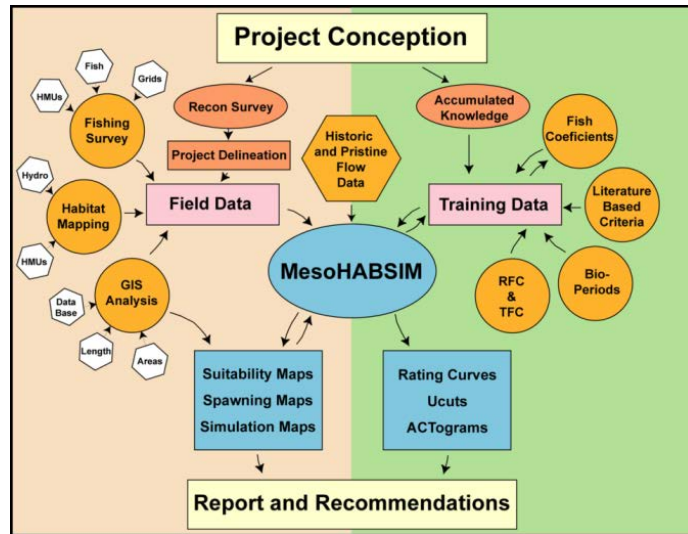 Project Conception
Fish
Grids
HMUs
Fishing
Survey
Recon Survey
Project Delineation
Accumulated
Knowledge
Historic
and Pristine
Flow
Data
Fish
Coeficients
Hydro
Habitat
Mapping
HMUs
Field Data
Training Data
Literature
Based
Criteria
MesoHABSIM
GIS
Analysis
Data
Base
Length
Areas
RFC
&
TFC
Bio-
Periods
Suitability Maps
Spawning Maps
Simulation Maps
Rating Curves
Ucuts
ACTograms
Report and Recommendations